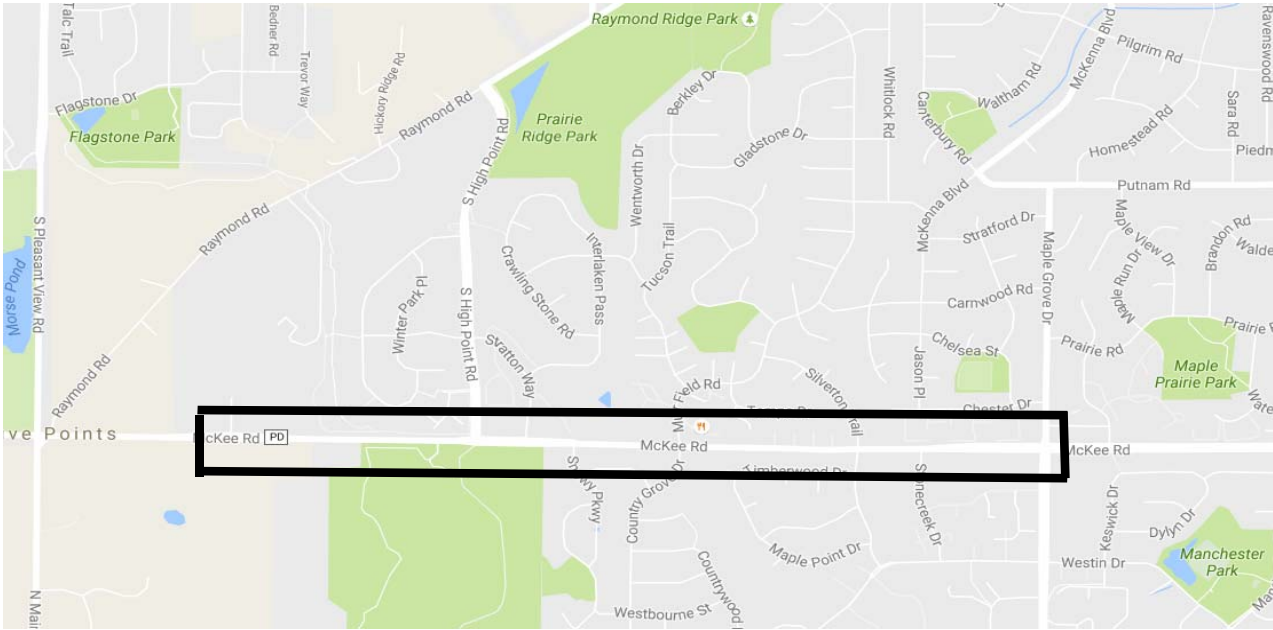 Talc Trail
Bedner Rd
Trevor Way
Hickory Ridge Rd
Raymond Ridge Park
Pilgrim Rd
McKenna Blvd
Ravenswood Rd
Flagstone Dr
Flagstone Park
Raymond Rd
S High Point Rd
Prairie
Ridge Park
Berkley Dr
Gladstone Dr
Whitlock Rd
Canterbury Rd
Waltham Rd
Homestead Rd
Sara Rd
Piedm
Putnam Rd
S Pleasant View Rd
Morse Pond
Raymond Rd
Wentworth Dr
Tucson Trail
Interlaken Pass
Crawling Stone Rd
McKenna Blvd
Stratford Dr
Maple Grove Dr
Maple View Dr
Maple Run Dr
Brandon Rd
Walde
Winter Park Pl
S High Point Rd
Stratton Way
Carnwood Rd
Chelsea St
Jason Pl
Prairie Rd
Prairie R
Maple
Prairie Park
Wate
Raymond Rd
Muir Field Rd
Silverton Trail
Chester Dr
ve Points
McKee Rd
PD
McKee Rd
McKee Rd
Timberwood Dr
Country Grove Dr
Stonecreek Dr
Keswick Dr
Dylyn Dr
Maple Point Dr
Westin Dr
Manchester
Park
Countrywood
Westbourne St
N Main
Man